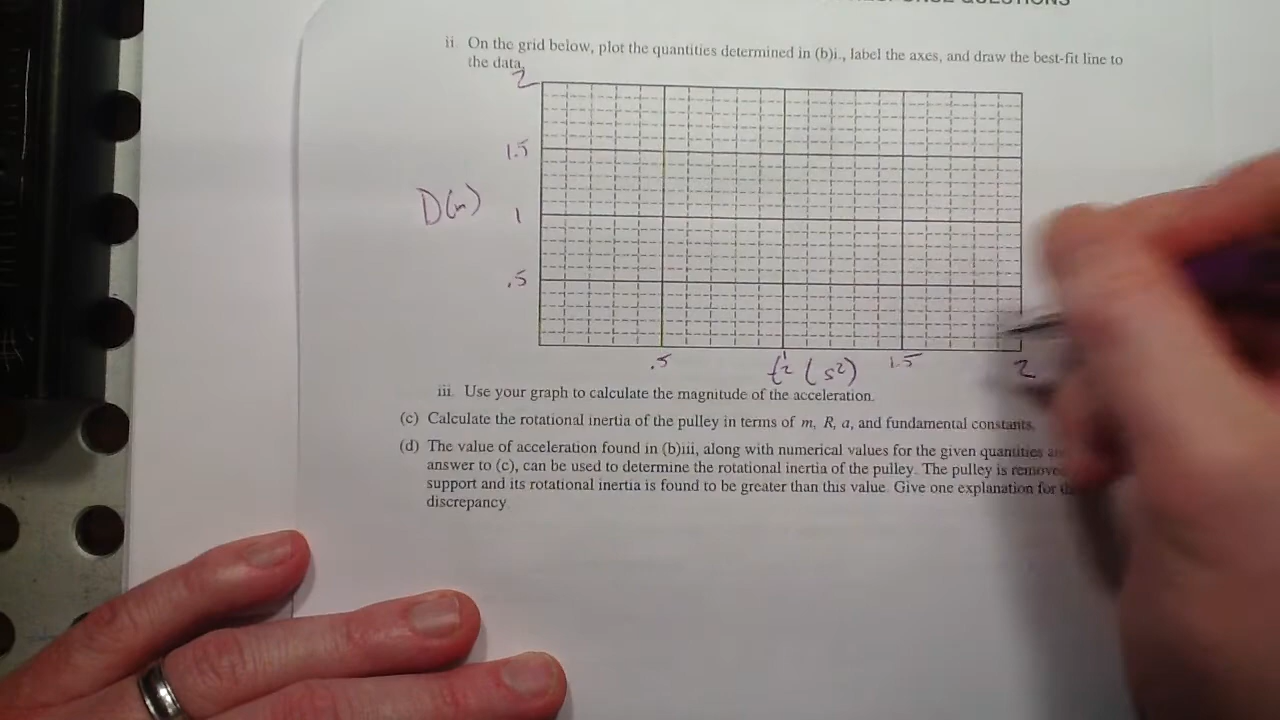 RESPONSE QUESTIONS
ii. On the grid below, plot the quantities determined in (b)i., label the axes, and draw the best-fit line to
the data.
2
1.5
D(m)
1
.5
.5
1
1.5
2
t² (s²)
iii. Use your graph to calculate the magnitude of the acceleration.
(c) Calculate the rotational inertia of the pulley in terms of m, R, a, and fundamental constants.
(d) The value of acceleration found in (b)iii, along with numerical values for the given quantities
answer to (c), can be used to determine the rotational inertia of the pulley. The pulley is
support and its rotational inertia is found to be greater than this value. Give one explanation for
discrepancy.